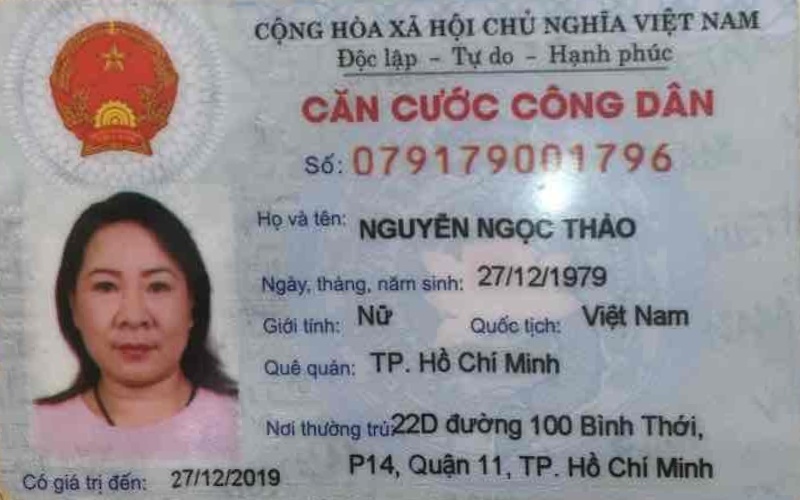 CỘNG HÒA XÃ HỘI CHỦ NGHĨA VIỆT NAM
Độc lập - Tự do - Hạnh phúc
CĂN CƯỚC CÔNG DÂN
Số: 079179001796
Họ và tên: NGUYỄN NGỌC THẢO
Ngày, tháng, năm sinh: 27/12/1979
Giới tính: Nữ Quốc tịch: Việt Nam
Quê quán: TP. Hồ Chí Minh
Nơi thường trú: 22D đường 100 Bình Thới,
P14, Quận 11, TP. Hồ Chí Minh
Có giá trị đến: 27/12/2019